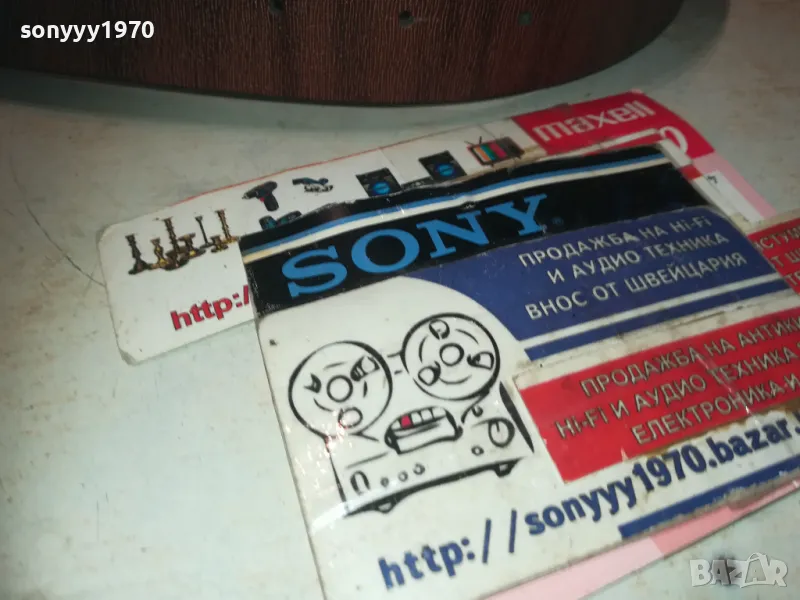 sonyyy1970
maxell
http:/
SONY
ПРОДАЖБА НА Hi-Fi
И АУДИО ТЕХНИКА
ВНОС ОТ ШВЕЙЦАРИЯ
ПРОДАЖБА НА АНТИК
Hi-Fi И АУДИО ТЕХНИКА
ЕЛЕКТРОНИКА И
http://sonyyy1970.bazar.
BAZAR